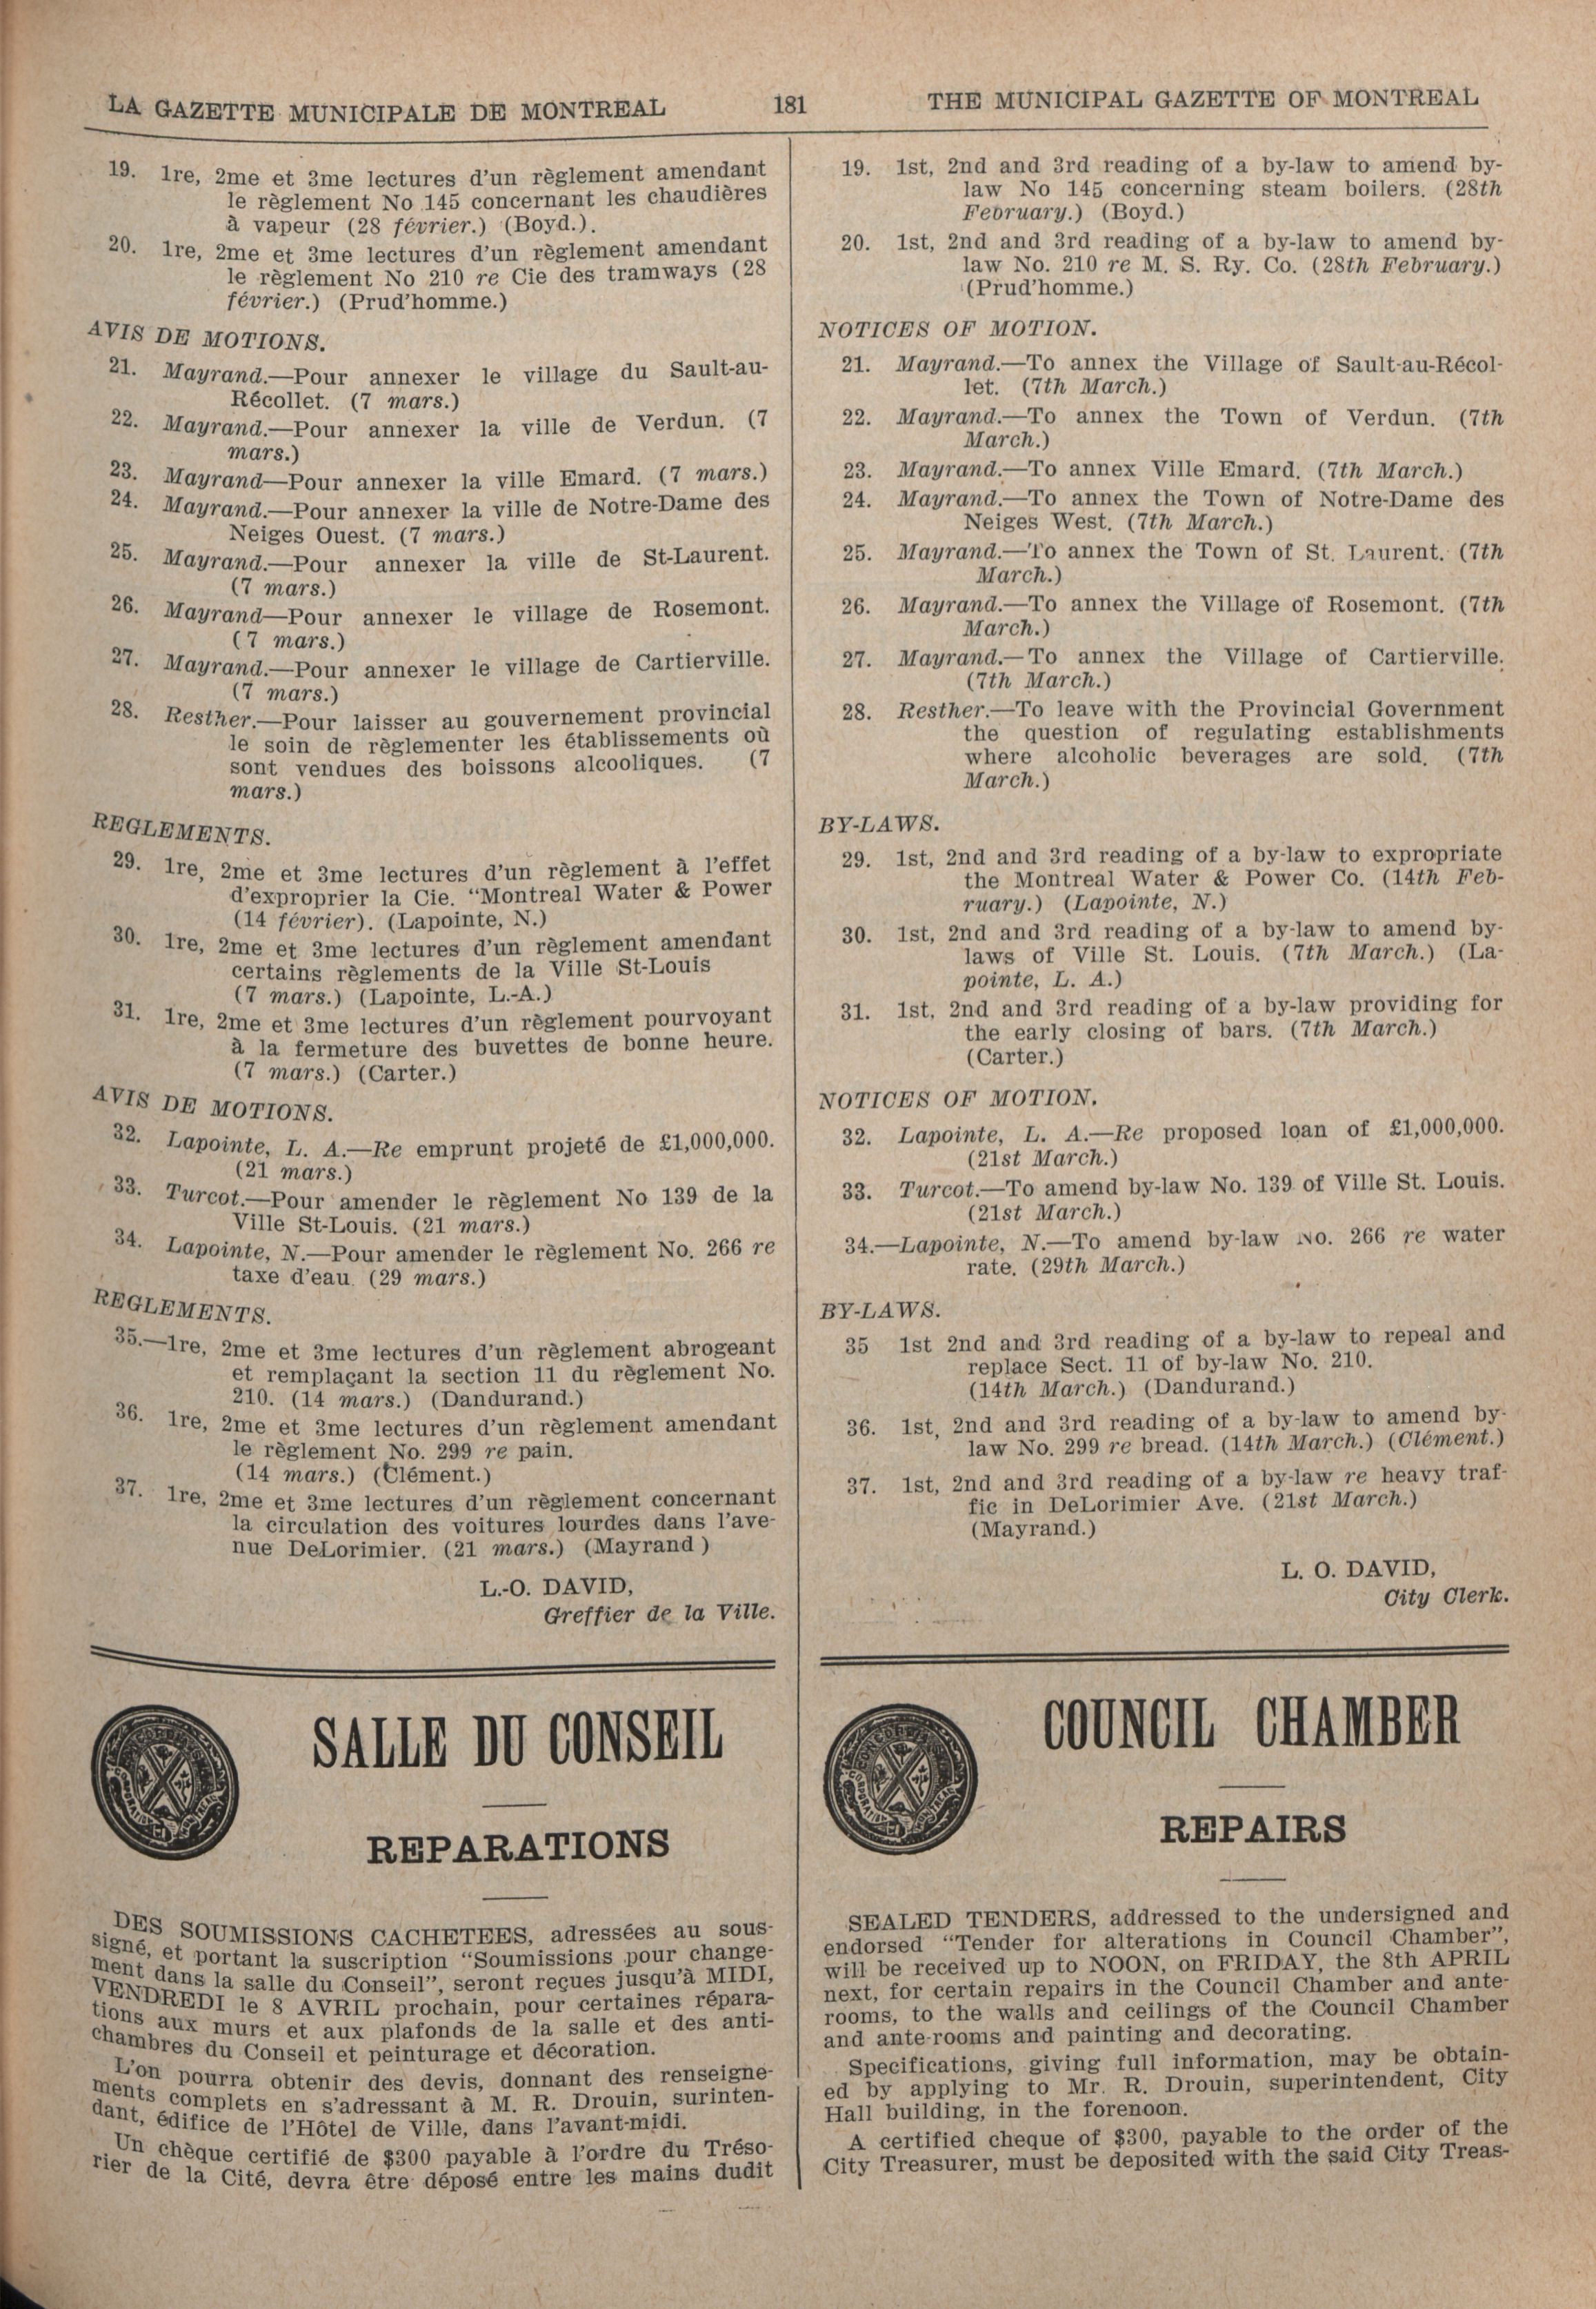 LA GAZETTE MUNICIPALE DE MONTREAL
181
THE MUNICIPAL GAZETTE OF MONTREAL
19. 1re, 2me et 3me lectures d'un règlement amendant
le règlement No 145 concernant les chaudières
à vapeur (28 février.) (Boyd.).
20. 1re, 2me et 3me lectures d'un règlement amendant
le règlement No 210 re Cie des tramways (28
février.) (Prud'homme.)
AVIS DE MOTIONS.
21. Mayrand.—Pour annexer le village du Sault-au-
Récollet. (7 mars.)
22. Mayrand.—Pour annexer la ville de Verdun. (7
mars.)
23. Mayrand—Pour annexer la ville Emard. (7 mars.)
24. Mayrand.—Pour annexer la ville de Notre-Dame des
Neiges Ouest. (7 mars.)
25. Mayrand.—Pour annexer la ville de St-Laurent.
(7 mars.)
26. Mayrand—Pour annexer le village de Rosemont.
(7 mars.)
27. Mayrand.—Pour annexer le village de Cartierville.
(7 mars.)
28. Resther.—Pour laisser au gouvernement provincial
le soin de règlementer les établissements où
sont vendues des boissons alcooliques. (7
mars.)
REGLEMENTS.
29. 1re, 2me et 3me lectures d'un règlement à l'effet
d'exproprier la Cie. "Montreal Water & Power
(14 février). (Lapointe, N.)
30. 1re, 2me et 3me lectures d'un règlement amendant
certains règlements de la Ville St-Louis
(7 mars.) (Lapointe, L.-A.)
31. 1re, 2me et 3me lectures d'un règlement pourvoyant
à la fermeture des buvettes de bonne heure.
(7 mars.) (Carter.)
AVIS DE MOTIONS.
32. Lapointe, L. A.—Re emprunt projeté de £1,000,000.
(21 mars.)
33. Turcot.—Pour amender le règlement No 139 de la
Ville St-Louis. (21 mars.)
34. Lapointe, N.—Pour amender le règlement No. 266 re
taxe d'eau. (29 mars.)
REGLEMENTS.
35.—1re, 2me et 3me lectures d'un règlement abrogeant
et remplaçant la section 11 du règlement No.
210. (14 mars.) (Dandurand.)
36. 1re, 2me et 3me lectures d'un règlement amendant
le règlement No. 299 re pain.
(14 mars.) (Clément.)
37. 1re, 2me et 3me lectures d'un règlement concernant
la circulation des voitures lourdes dans l'ave-
nue DeLorimier. (21 mars.) (Mayrand )
L.-O. DAVID,
Greffier de la Ville.
SALLE DU CONSEIL
REPARATIONS
DES SOUMISSIONS CACHETEES, adressées au sous-
signé, et portant la suscription "Soumissions pour change-
ment dans la salle du Conseil", seront reçues jusqu'à MIDI,
VENDREDI le 8 AVRIL prochain, pour certaines répara-
tions aux murs et aux plafonds de la salle et des anti-
chambres du Conseil et peinturage et décoration.
L'on pourra obtenir des devis, donnant des renseigne-
ments complets en s'adressant à M. R. Drouin, surinten-
dant, édifice de l'Hôtel de Ville, dans l'avant-midi.
Un chèque certifié de $300 payable à l'ordre du Tréso-
rier de la Cité, devra être déposé entre les mains dudit
19. 1st, 2nd and 3rd reading of a by-law to amend by-
law No 145 concerning steam boilers. (28th
February.) (Boyd.)
20. 1st, 2nd and 3rd reading of a by-law to amend by-
law No. 210 re M. S. Ry. Co. (28th February.)
(Prud'homme.)
NOTICES OF MOTION.
21. Mayrand.—To annex the Village of Sault-au-Récol-
let. (7th March.)
22. Mayrand.—To annex the Town of Verdun. (7th
March.)
23. Mayrand.—To annex Ville Emard. (7th March.)
24. Mayrand.—To annex the Town of Notre-Dame des
Neiges West. (7th March.)
25. Mayrand.—To annex the Town of St. Laurent. (7th
March.)
26. Mayrand.—To annex the Village of Rosemont. (7th
March.)
27. Mayrand.—To annex the Village of Cartierville.
(7th March.)
28. Resther.—To leave with the Provincial Government
the question of regulating establishments
where alcoholic beverages are sold. (7th
March.)
BY-LAWS.
29. 1st, 2nd and 3rd reading of a by-law to expropriate
the Montreal Water & Power Co. (14th Feb-
ruary.) (Lapointe, N.)
30. 1st, 2nd and 3rd reading of a by-law to amend by-
laws of Ville St. Louis. (7th March.) (La-
pointe, L. A.)
31. 1st, 2nd and 3rd reading of a by-law providing for
the early closing of bars. (7th March.)
(Carter.)
NOTICES OF MOTION.
32. Lapointe, L. A.—Re proposed loan of £1,000,000.
(21st March.)
33. Turcot.—To amend by-law No. 139 of Ville St. Louis.
(21st March.)
34.—Lapointe, N.—To amend by-law No. 266 re water
rate. (29th March.)
BY-LAWS.
35 1st 2nd and 3rd reading of a by-law to repeal and
replace Sect. 11 of by-law No. 210.
(14th March.) (Dandurand.)
36. 1st, 2nd and 3rd reading of a by-law to amend by-
law No. 299 re bread. (14th March.) (Clément.)
37. 1st, 2nd and 3rd reading of a by-law re heavy traf-
fic in DeLorimier Ave. (21st March.)
(Mayrand.)
L. O. DAVID,
City Clerk.
COUNCIL CHAMBER
REPAIRS
SEALED TENDERS, addressed to the undersigned and
endorsed "Tender for alterations in Council Chamber",
will be received up to NOON, on FRIDAY, the 8th APRIL
next, for certain repairs in the Council Chamber and ante-
rooms, to the walls and ceilings of the Council Chamber
and ante-rooms and painting and decorating.
Specifications, giving full information, may be obtain-
ed by applying to Mr. R. Drouin, superintendent, City
Hall building, in the forenoon.
A certified cheque of $300, payable to the order of the
City Treasurer, must be deposited with the said City Treas-